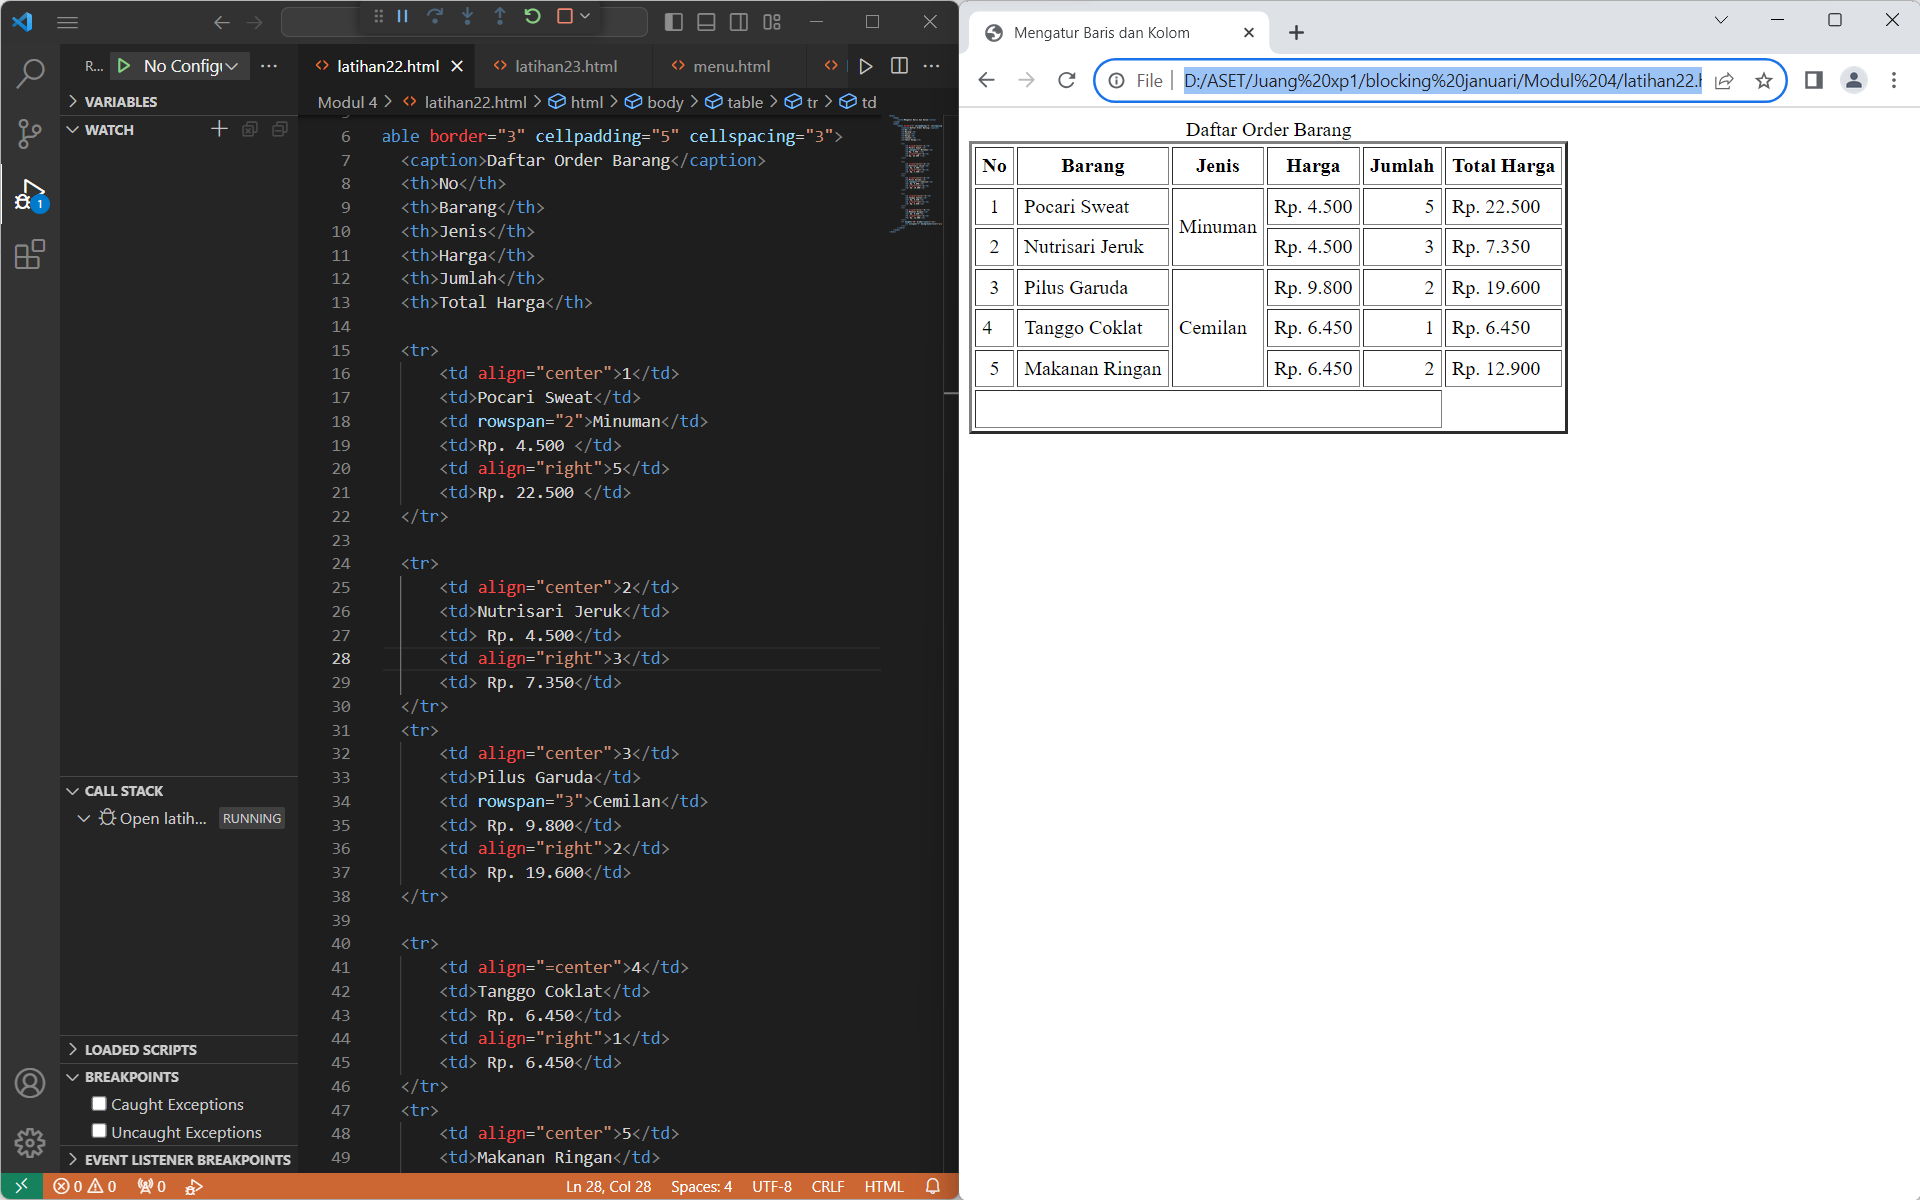 R... No Configu
VARIABLES
WATCH
1
CALL STACK
Open latih... RUNNING
LOADED SCRIPTS
BREAKPOINTS
Caught Exceptions
Uncaught Exceptions
EVENT LISTENER BREAKPOINTS
latihan22.html latihan23.html menu.html
Modul 4 > latihan22.html > html > body > table > tr > td
6 able border="3" cellpadding="5" cellspacing="3">
7 <caption>Daftar Order Barang</caption>
8 <th>No</th>
9 <th>Barang</th>
10 <th>Jenis</th>
11 <th>Harga</th>
12 <th>Jumlah</th>
13 <th>Total Harga</th>
14
15 <tr>
16 <td align="center">1</td>
17 <td>Pocari Sweat</td>
18 <td rowspan="2">Minuman</td>
19 <td>Rp. 4.500 </td>
20 <td align="right">5</td>
21 <td>Rp. 22.500 </td>
22 </tr>
23
24 <tr>
25 <td align="center">2</td>
26 <td>Nutrisari Jeruk</td>
27 <td> Rp. 4.500</td>
28 <td align="right">3</td>
29 <td> Rp. 7.350</td>
30 </tr>
31 <tr>
32 <td align="center">3</td>
33 <td>Pilus Garuda</td>
34 <td rowspan="3">Cemilan</td>
35 <td> Rp. 9.800</td>
36 <td align="right">2</td>
37 <td> Rp. 19.600</td>
38 </tr>
39
40 <tr>
41 <td align="=center">4</td>
42 <td>Tanggo Coklat</td>
43 <td> Rp. 6.450</td>
44 <td align="right">1</td>
45 <td> Rp. 6.450</td>
46 </tr>
47 <tr>
48 <td align="center">5</td>
49 <td>Makanan Ringan</td>
0 0 0 Ln 28, Col 28 Spaces: 4 UTF-8 CRLF HTML
Mengatur Baris dan Kolom
File | D:/ASET/Juang%20xp1/blocking%20januari/Modul%204/latihan22.h
Daftar Order Barang
No Barang Jenis Harga Jumlah Total Harga
1 Pocari Sweat Minuman Rp. 4.500 5 Rp. 22.500
2 Nutrisari Jeruk Rp. 4.500 3 Rp. 7.350
3 Pilus Garuda Cemilan Rp. 9.800 2 Rp. 19.600
4 Tanggo Coklat Rp. 6.450 1 Rp. 6.450
5 Makanan Ringan Rp. 6.450 2 Rp. 12.900